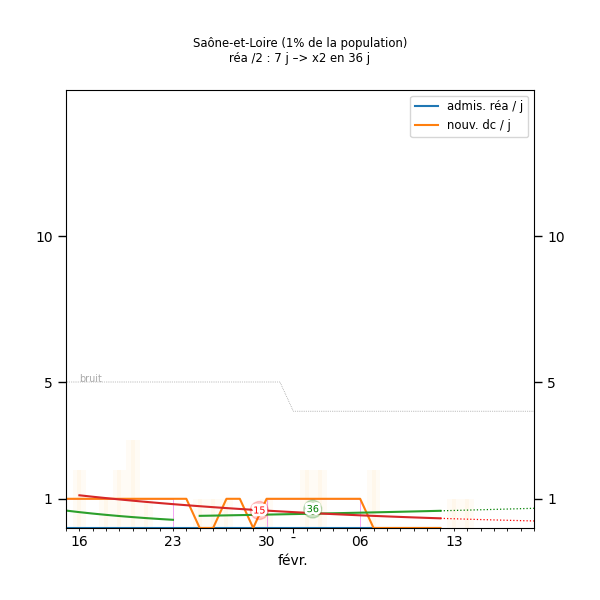 Saône-et-Loire (1% de la population)
réa /2 : 7 j –> x2 en 36 j
admis. réa / j
nouv. dc / j
10
10
bruit
5
5
1
1
15
36
16
23
30
-
06
13
févr.